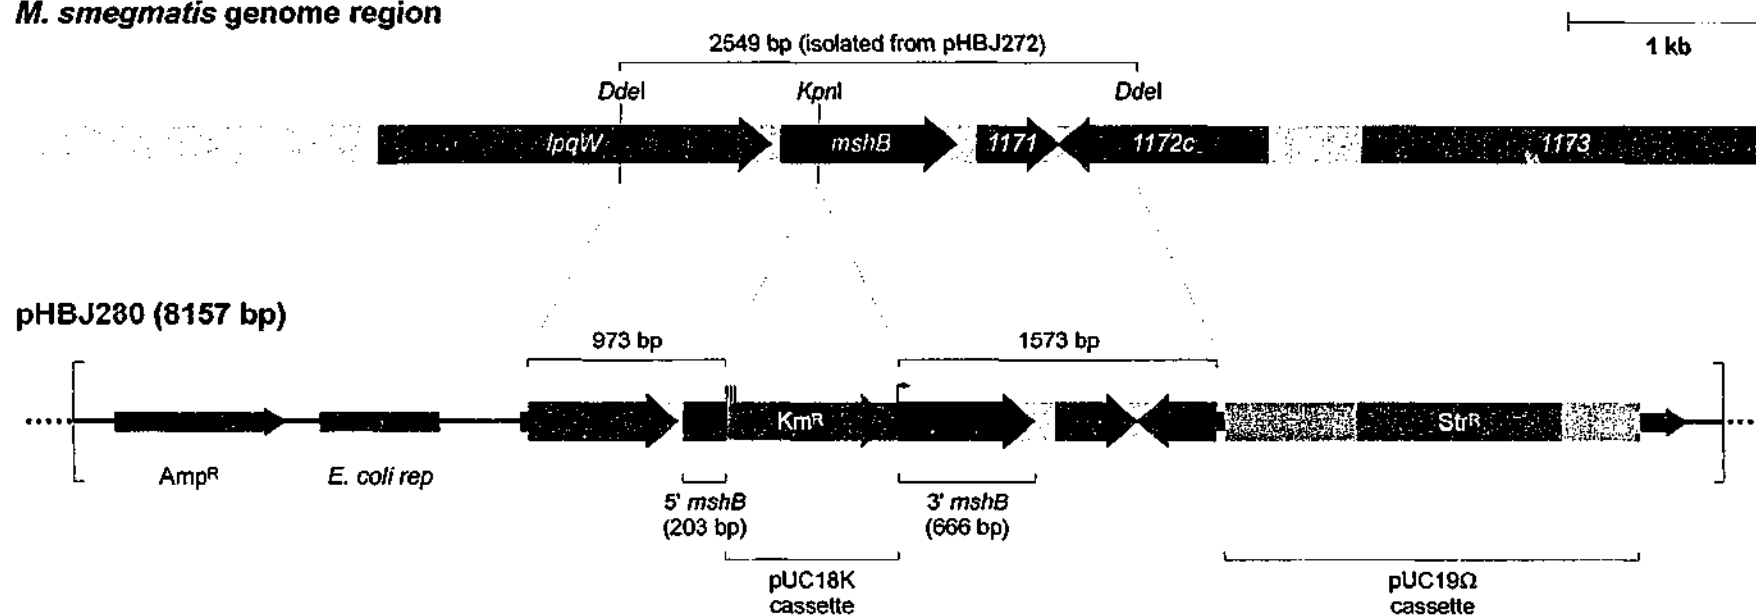 M. smegmatis genome region
1 kb
2549 bp (isolated from pHBJ272)
DdeI KpnI DdeI
lpqW mshB 1171 1172c 1173
pHBJ280 (8157 bp)
973 bp 1573 bp
KmR StrR
AmpR E. coli rep
5' mshB
(203 bp)
3' mshB
(666 bp)
pUC18K
cassette
pUC19Ω
cassette